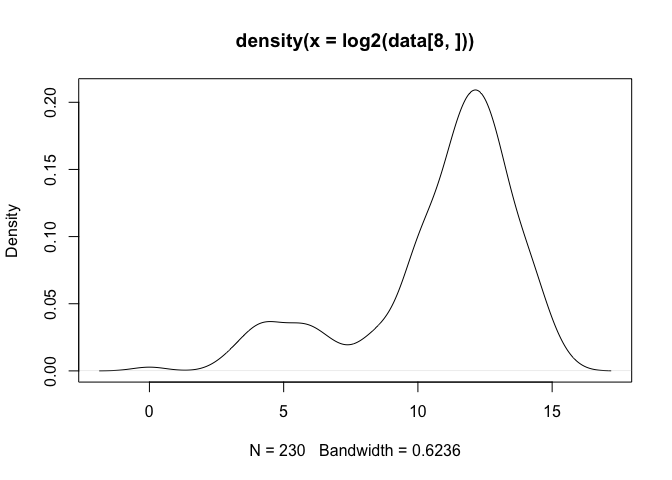 density(x = log2(data[8, ]))
Density
0.00 0.05 0.10 0.15 0.20
0 5 10 15
N = 230 Bandwidth = 0.6236